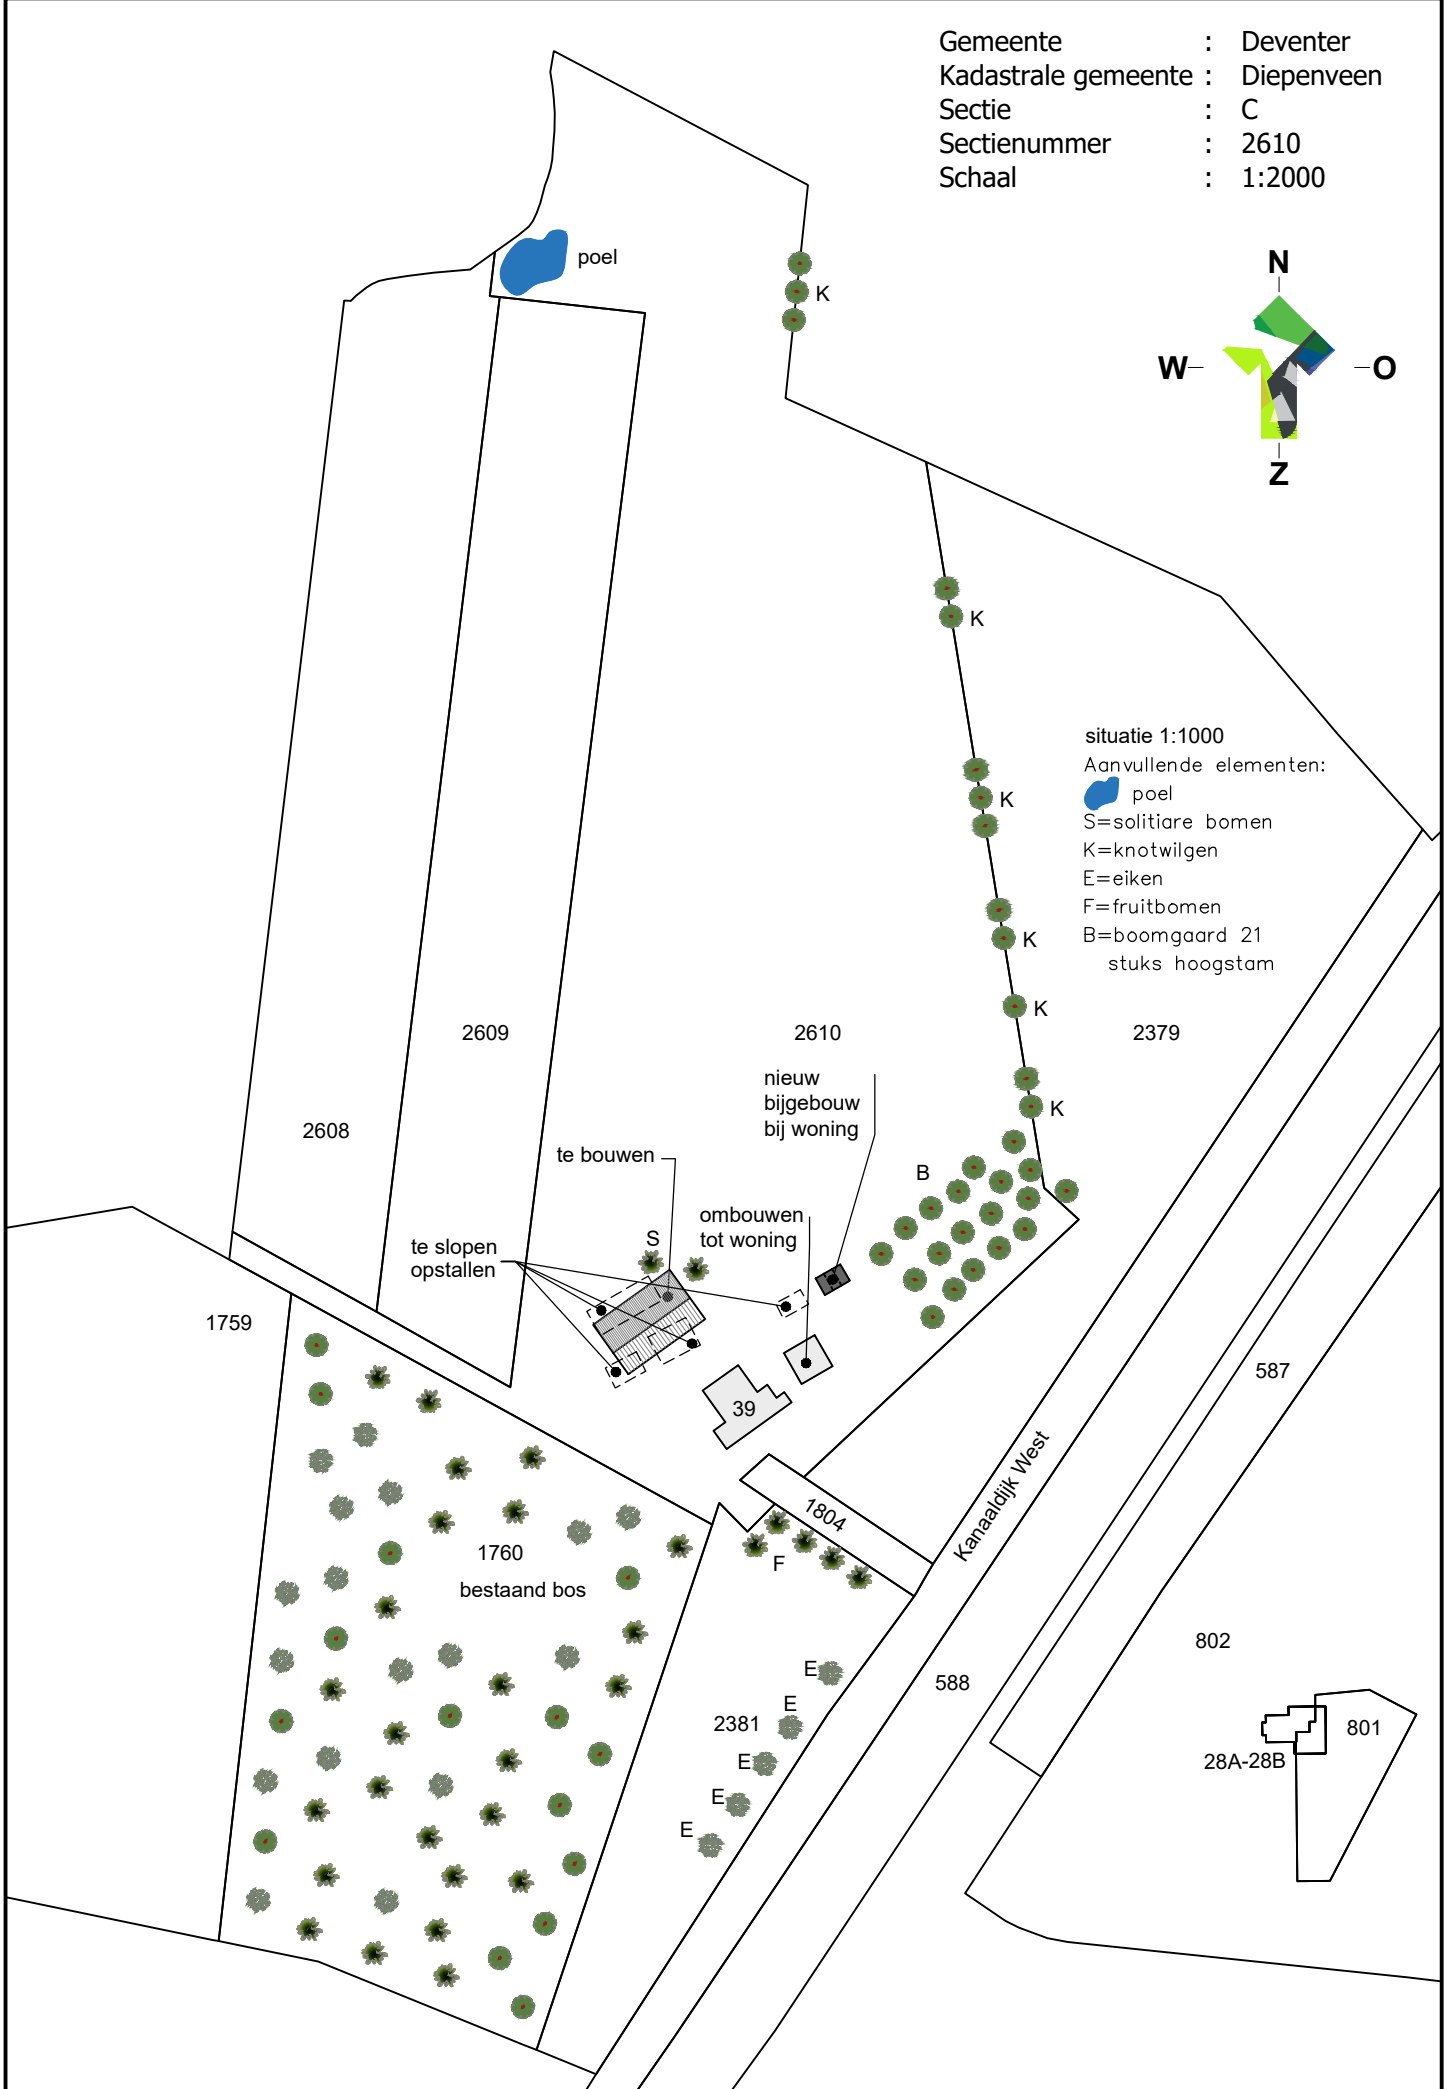 Gemeente : Deventer
Kadastrale gemeente : Diepenveen
Sectie : C
Sectienummer : 2610
Schaal : 1:2000
poel
K
N
W
O
Z
K
situatie 1:1000
Aanvullende elementen:
poel
S=solitiare bomen
K=knotwilgen
E=eiken
F=fruitbomen
B=boomgaard 21
stuks hoogstam
K
K
K
2609
2610
2379
nieuw
bijgebouw
bij woning
K
2608
te bouwen
B
ombouwen
tot woning
S
te slopen
opstallen
1759
587
39
Kanaaldijk West
1804
1760
F
bestaand bos
802
E
588
E
2381
801
E
28A-28B
E
E